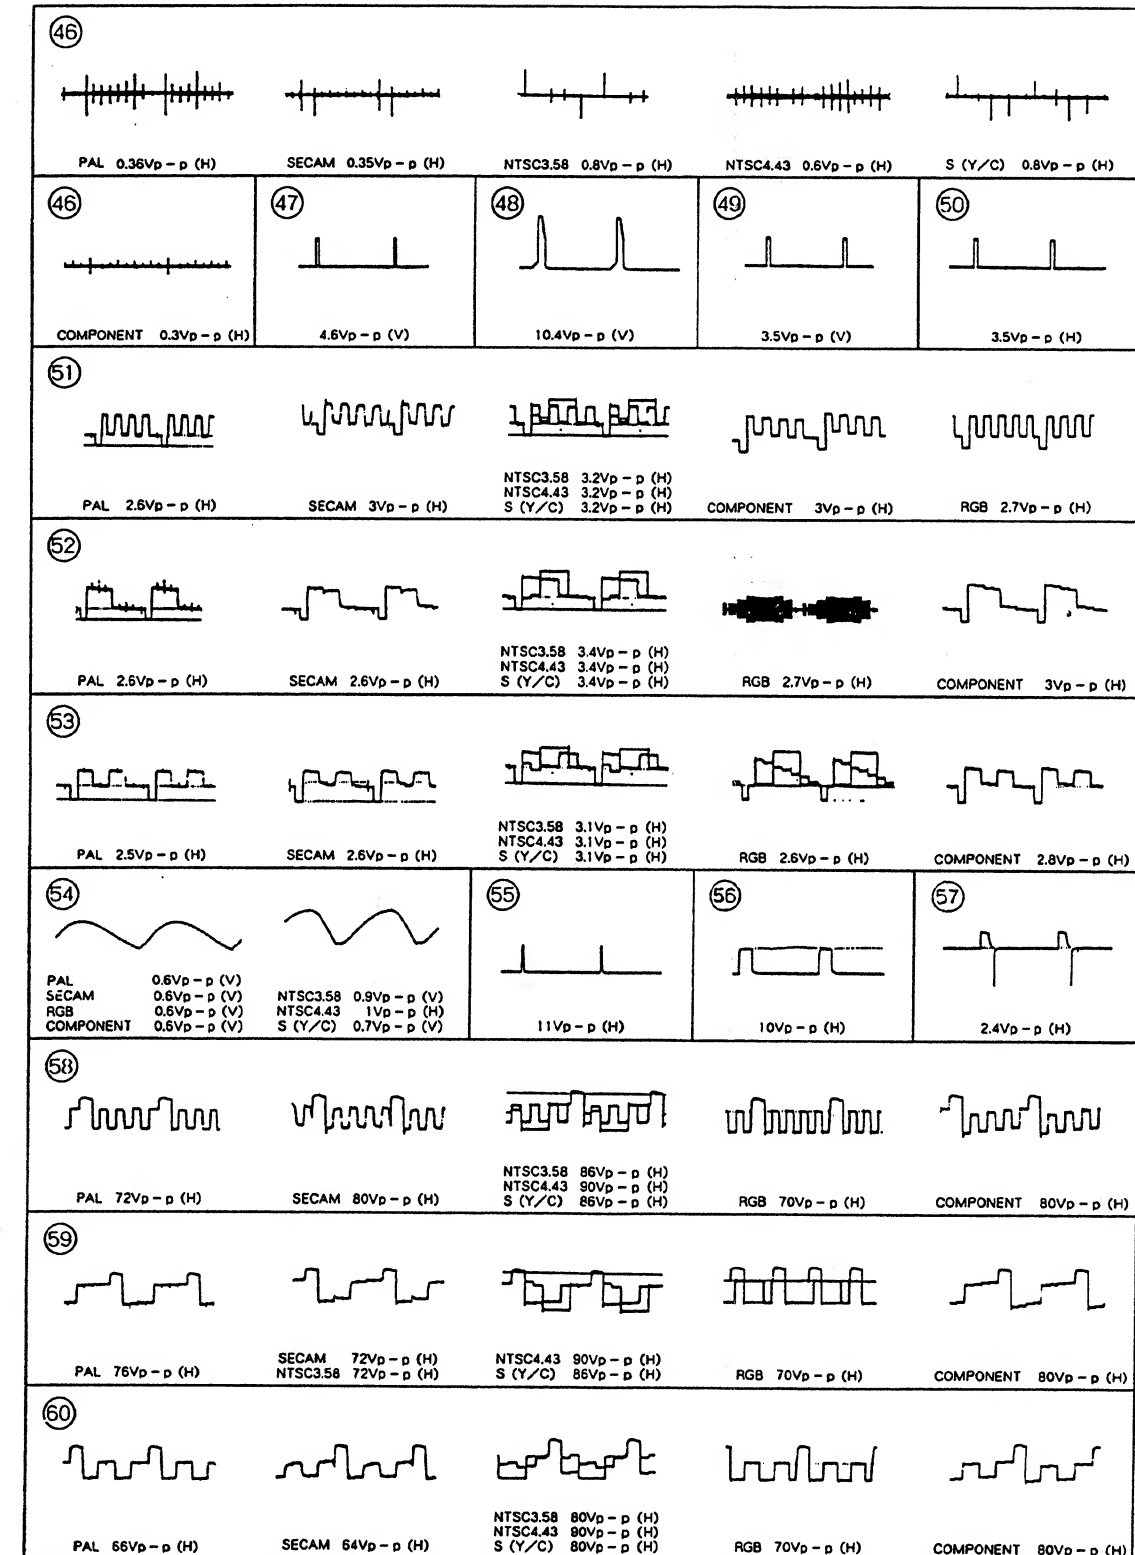 46
PAL 0.36Vp-p (H)
SECAM 0.35Vp-p (H)
NTSC3.58 0.8Vp-p (H)
NTSC4.43 0.6Vp-p (H)
S (Y/C) 0.8Vp-p (H)
46
COMPONENT 0.3Vp-p (H)
47
4.6Vp-p (V)
48
10.4Vp-p (V)
49
3.5Vp-p (V)
50
3.5Vp-p (H)
51
PAL 2.6Vp-p (H)
SECAM 3Vp-p (H)
NTSC3.58 3.2Vp-p (H)
NTSC4.43 3.2Vp-p (H)
S (Y/C) 3.2Vp-p (H)
COMPONENT 3Vp-p (H)
RGB 2.7Vp-p (H)
52
PAL 2.6Vp-p (H)
SECAM 2.6Vp-p (H)
NTSC3.58 3.4Vp-p (H)
NTSC4.43 3.4Vp-p (H)
S (Y/C) 3.4Vp-p (H)
RGB 2.7Vp-p (H)
COMPONENT 3Vp-p (H)
53
PAL 2.5Vp-p (H)
SECAM 2.6Vp-p (H)
NTSC3.58 3.1Vp-p (H)
NTSC4.43 3.1Vp-p (H)
S (Y/C) 3.1Vp-p (H)
RGB 2.6Vp-p (H)
COMPONENT 2.8Vp-p (H)
54
PAL 0.6Vp-p (V)
SECAM 0.6Vp-p (V)
RGB 0.6Vp-p (V)
COMPONENT 0.6Vp-p (V)
NTSC3.58 0.9Vp-p (V)
NTSC4.43 1Vp-p (H)
S (Y/C) 0.7Vp-p (V)
55
11Vp-p (H)
56
10Vp-p (H)
57
2.4Vp-p (H)
58
PAL 72Vp-p (H)
SECAM 80Vp-p (H)
NTSC3.58 86Vp-p (H)
NTSC4.43 90Vp-p (H)
S (Y/C) 86Vp-p (H)
RGB 70Vp-p (H)
COMPONENT 80Vp-p (H)
59
PAL 76Vp-p (H)
SECAM 72Vp-p (H)
NTSC3.58 72Vp-p (H)
NTSC4.43 90Vp-p (H)
S (Y/C) 86Vp-p (H)
RGB 70Vp-p (H)
COMPONENT 80Vp-p (H)
60
PAL 66Vp-p (H)
SECAM 64Vp-p (H)
NTSC3.58 80Vp-p (H)
NTSC4.43 90Vp-p (H)
S (Y/C) 80Vp-p (H)
RGB 70Vp-p (H)
COMPONENT 80Vp-p (H)